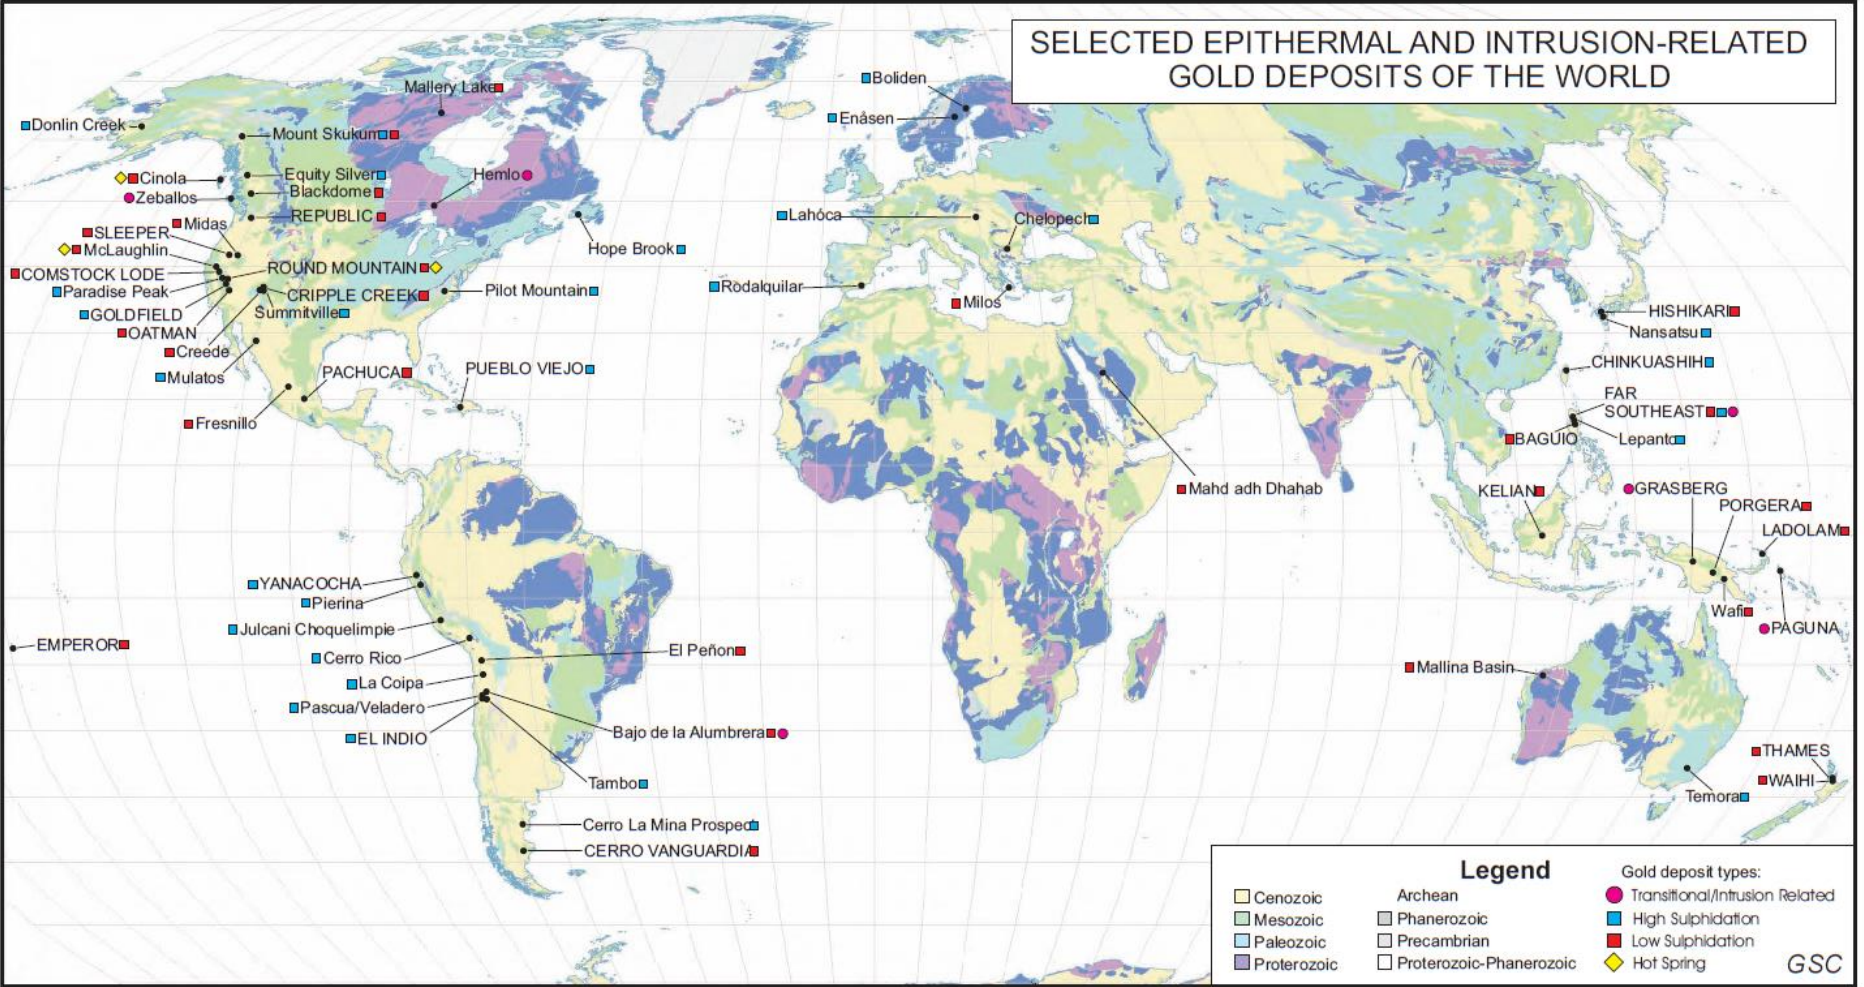 SELECTED EPITHERMAL AND INTRUSION-RELATED
GOLD DEPOSITS OF THE WORLD
Boliden
Mallery Lake
Enåsen
Donlin Creek
Mount Skukum
Equity Silver
Hemlo
Cinola
Blackdome
Zeballos
REPUBLIC
Lahóca
Chelopech
Midas
SLEEPER
McLaughlin
Hope Brook
ROUND MOUNTAIN
COMSTOCK LODE
Paradise Peak
CRIPPLE CREEK
Pilot Mountain
Rodalquilar
Milos
GOLDFIELD
Summitville
HISHIKARI
OATMAN
Nansatsu
Creede
CHINKUASHIH
Mulatos
PACHUCA
PUEBLO VIEJO
FAR
SOUTHEAST
Fresnillo
BAGUIO
Lepanto
Mahd adh Dhahab
KELIAN
GRASBERG
PORGERA
LADOLAM
YANACOCHA
Pierina
Wafi
Julcani Choquelimpie
PAGUNA
EMPEROR
Cerro Rico
El Peñon
Mallina Basin
La Coipa
Pascua/Veladero
EL INDIO
Bajo de la Alumbrera
THAMES
Tambo
WAIHI
Temora
Cerro La Mina Prospect
CERRO VANGUARDIA
Legend
Cenozoic
Mesozoic
Paleozoic
Proterozoic
Archean
Phanerozoic
Precambrian
Proterozoic-Phanerozoic
Gold deposit types:
Transitional/Intrusion Related
High Sulphidation
Low Sulphidation
Hot Spring
GSC